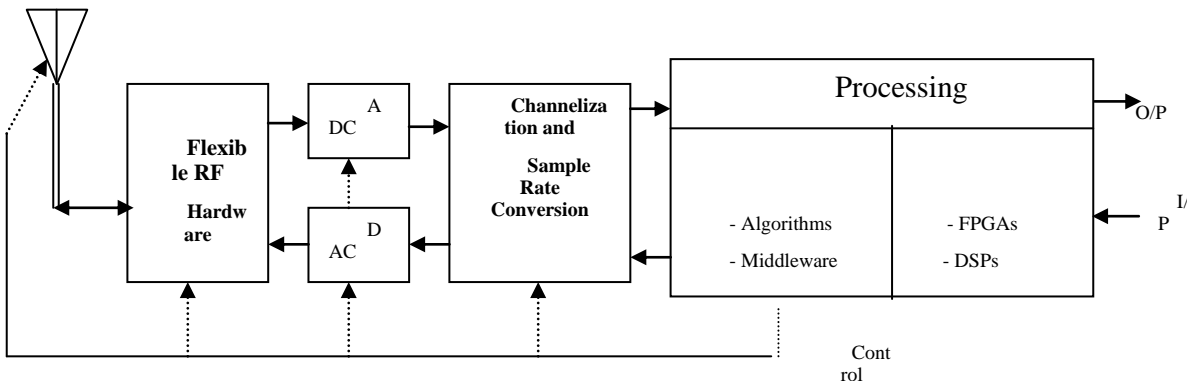 Flexib
le RF
Hardw
are
A
DC
D
AC
Channeliza
tion and
Sample
Rate
Conversion
Processing
- Algorithms
- Middleware
- FPGAs
- DSPs
O/P
I/
P
Cont
rol